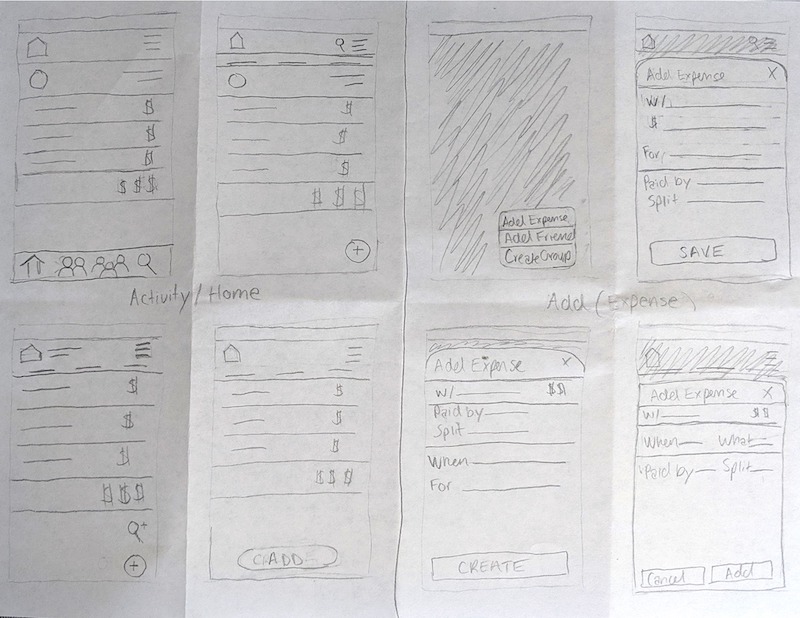 $
$
$
$ $ $
$
$
$
$ $ $
+
Add Expense
Add Friend
Create Group
Add Expense X
W/
$
For
Paid by
Split
SAVE
Activity / Home
Add (Expense)
$
$
$
$ $ $
+
+
$
$
$
$ $ $
ADD
Add Expense X
W/ $$
Paid by
Split
When
For
CREATE
Add Expense X
W/ $$
When What
Paid by Split
Cancel Add